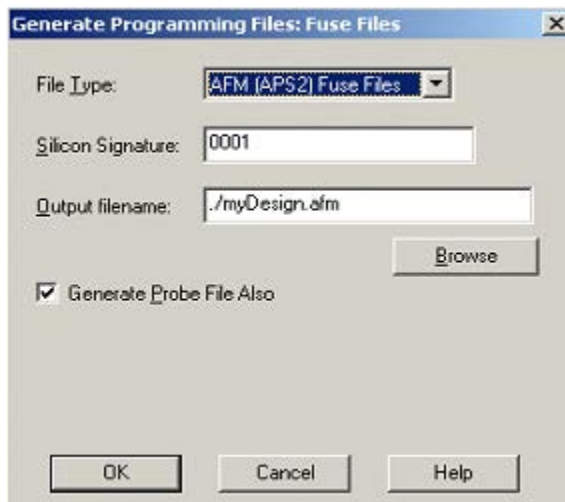 Generate Programming Files: Fuse Files
File Type: AFM (APS2) Fuse Files
Silicon Signature: 0001
Output filename: ./myDesign.afm
Browse
Generate Probe File Also
OK Cancel Help